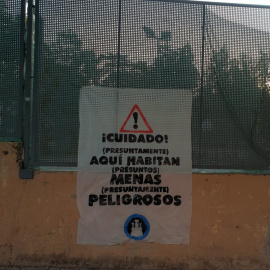 ¡CUIDADO!
(PRESUNTAMENTE)
AQUÍ HABITAN
(PRESUNTOS)
MENAS
(PRESUNTAMENTE)
PELIGROSOS